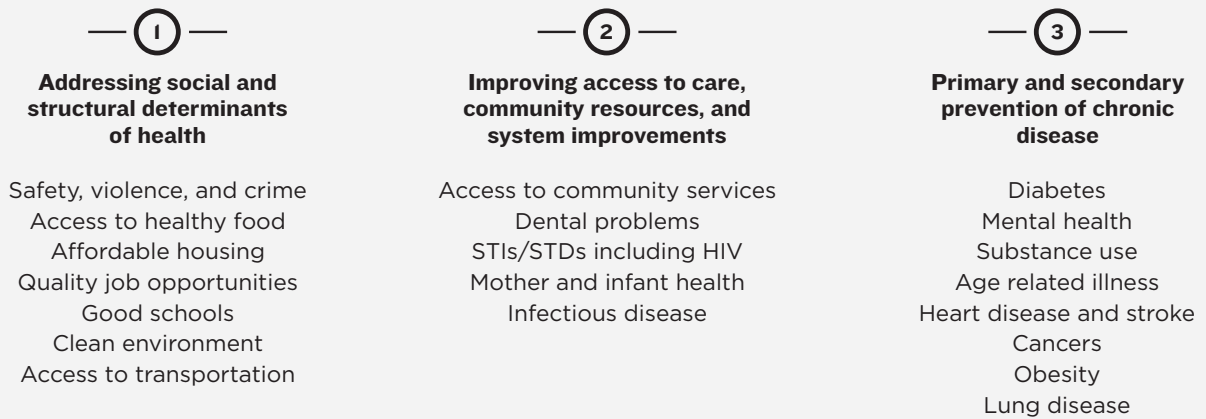 1
Addressing social and
structural determinants
of health
Safety, violence, and crime
Access to healthy food
Affordable housing
Quality job opportunities
Good schools
Clean environment
Access to transportation
2
Improving access to care,
community resources, and
system improvements
Access to community services
Dental problems
STIs/STDs including HIV
Mother and infant health
Infectious disease
3
Primary and secondary
prevention of chronic
disease
Diabetes
Mental health
Substance use
Age related illness
Heart disease and stroke
Cancers
Obesity
Lung disease